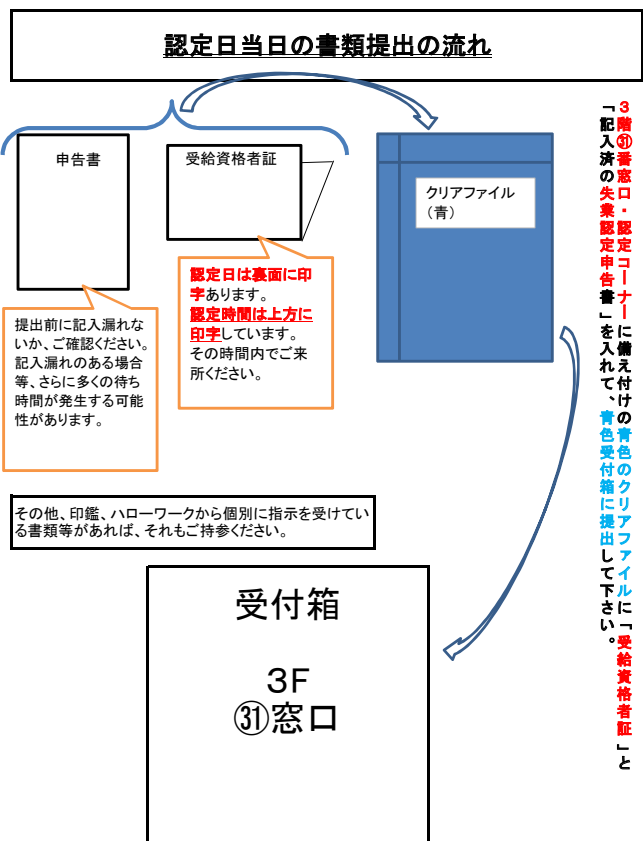 認定日当日の書類提出の流れ
３階㉛番窓口・認定コーナーに備え付けの青色のクリアファイルに「受給資格者証」と
「記入済の失業認定申告書」を入れて、青色受付箱に提出して下さい。
申告書
受給資格者証
クリアファイル
（青）
認定日は裏面に印
字あります。
認定時間は上方に
印字しています。
その時間内でご来
所ください。
提出前に記入漏れな
いか、ご確認ください。
記入漏れのある場合
等、さらに多くの待ち
時間が発生する可能
性があります。
その他、印鑑、ハローワークから個別に指示を受けてい
る書類等があれば、それもご持参ください。
受付箱
３Ｆ
㉛窓口